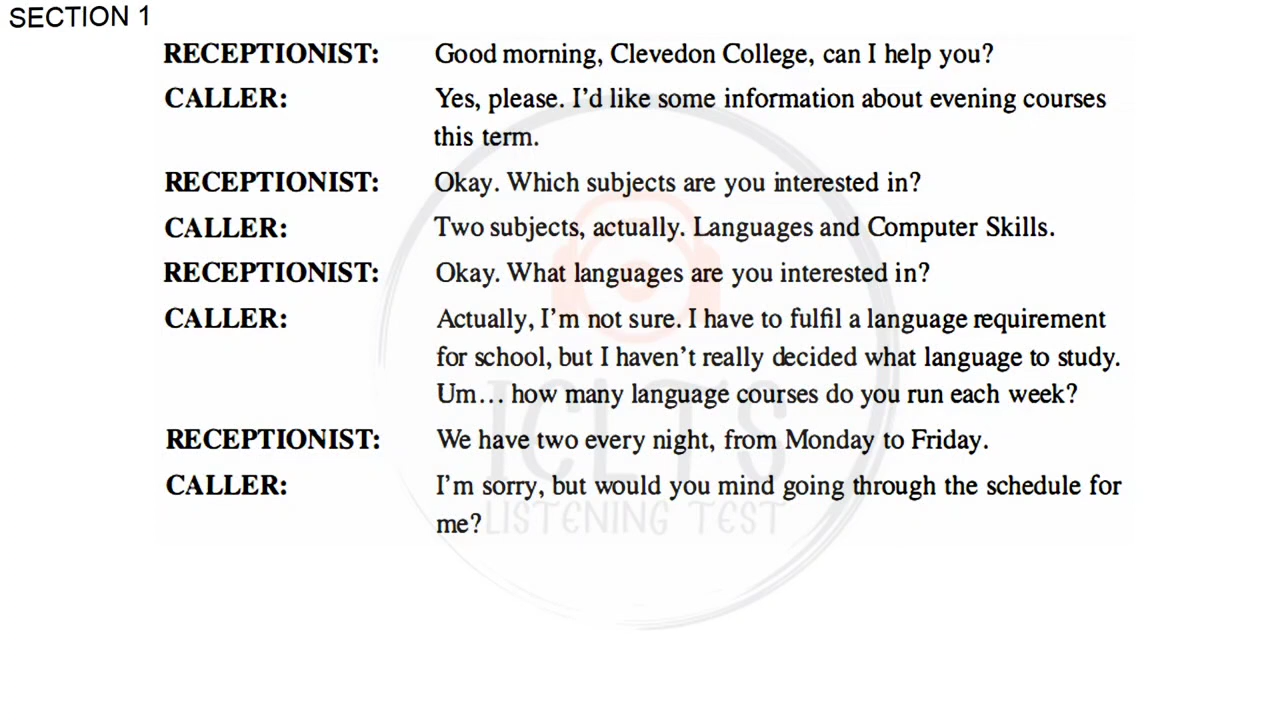 SECTION 1
RECEPTIONIST: Good morning, Clevedon College, can I help you?
CALLER: Yes, please. I'd like some information about evening courses
this term.
RECEPTIONIST: Okay. Which subjects are you interested in?
CALLER: Two subjects, actually. Languages and Computer Skills.
RECEPTIONIST: Okay. What languages are you interested in?
CALLER: Actually, I'm not sure. I have to fulfil a language requirement
for school, but I haven't really decided what language to study.
Um… how many language courses do you run each week?
RECEPTIONIST: We have two every night, from Monday to Friday.
CALLER: I'm sorry, but would you mind going through the schedule for
me?
IELTS
LISTENING TEST